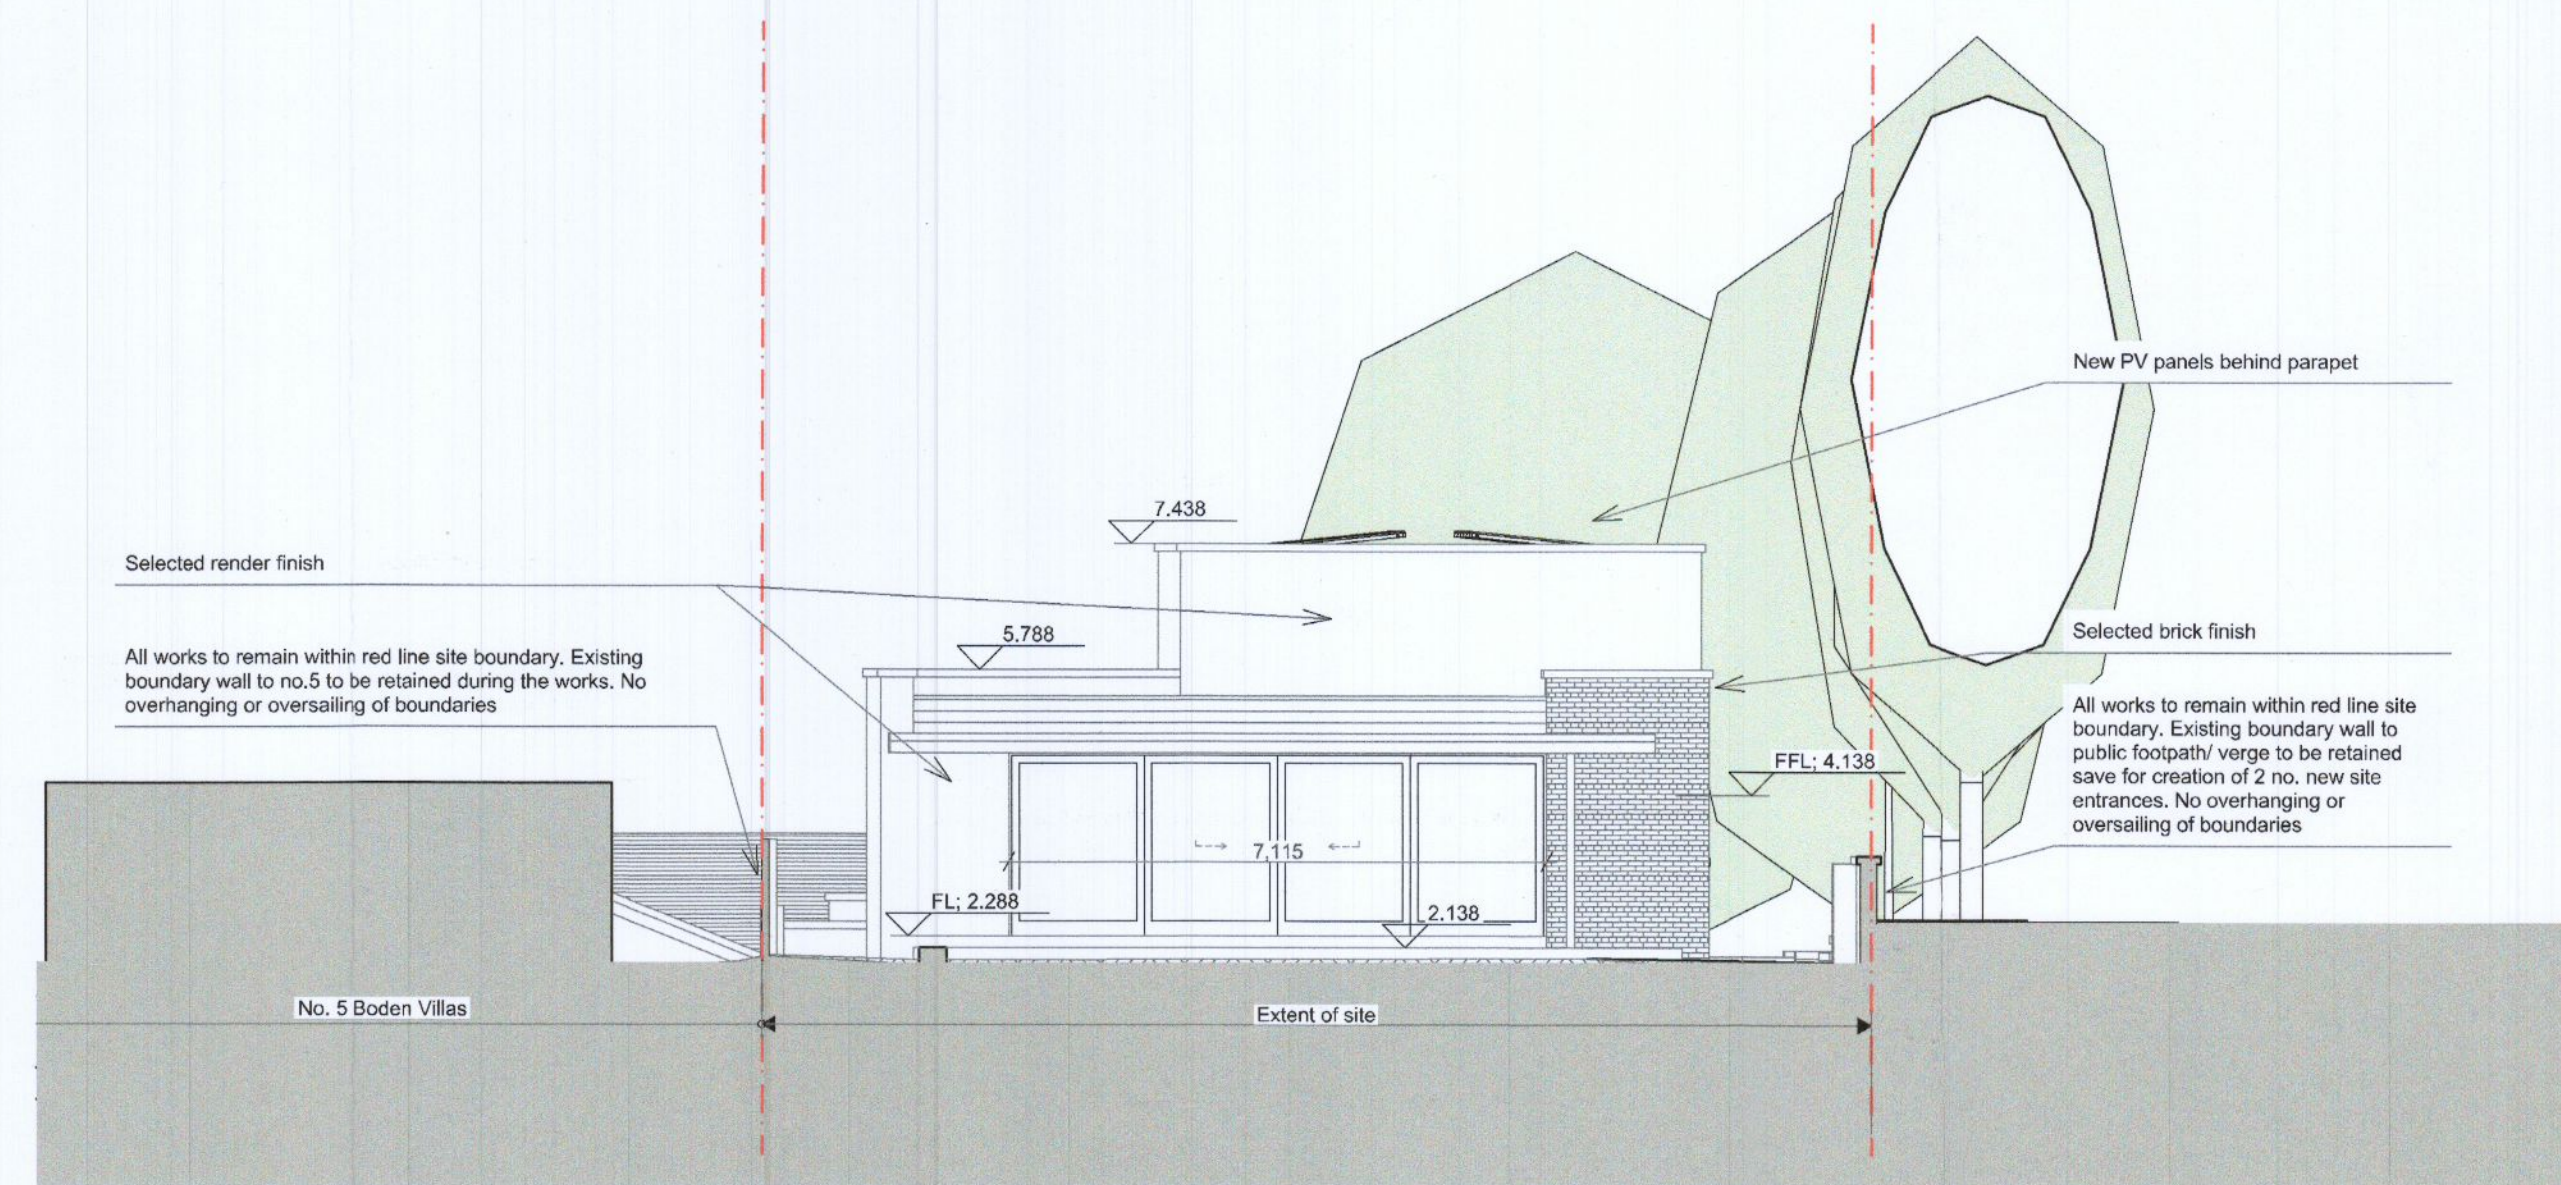 New PV panels behind parapet
7.438
Selected render finish
5.788
Selected brick finish
All works to remain within red line site boundary. Existing
boundary wall to no.5 to be retained during the works. No
overhanging or oversailing of boundaries
All works to remain within red line site
boundary. Existing boundary wall to
public footpath/ verge to be retained
save for creation of 2 no. new site
entrances. No overhanging or
oversailing of boundaries
FFL; 4.138
7,115
FL; 2.288
2.138
No. 5 Boden Villas
Extent of site